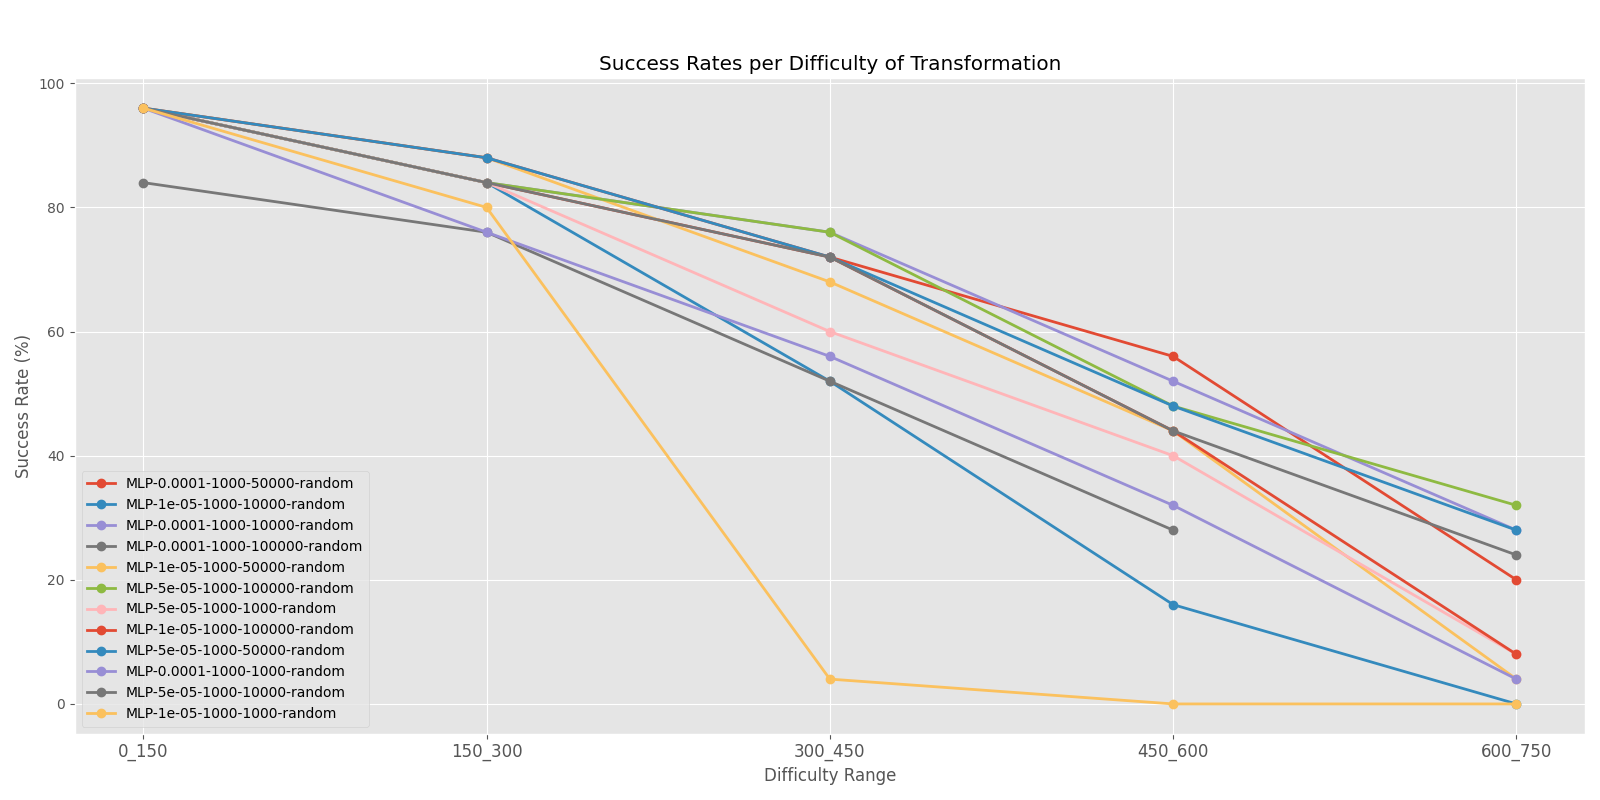 Success Rates per Difficulty of Transformation
Success Rate (%)
100
80
60
40
20
0
MLP-0.0001-1000-50000-random
MLP-1e-05-1000-10000-random
MLP-0.0001-1000-10000-random
MLP-0.0001-1000-100000-random
MLP-1e-05-1000-50000-random
MLP-5e-05-1000-100000-random
MLP-5e-05-1000-1000-random
MLP-1e-05-1000-100000-random
MLP-5e-05-1000-50000-random
MLP-0.0001-1000-1000-random
MLP-5e-05-1000-10000-random
MLP-1e-05-1000-1000-random
0_150 150_300 300_450 450_600 600_750
Difficulty Range